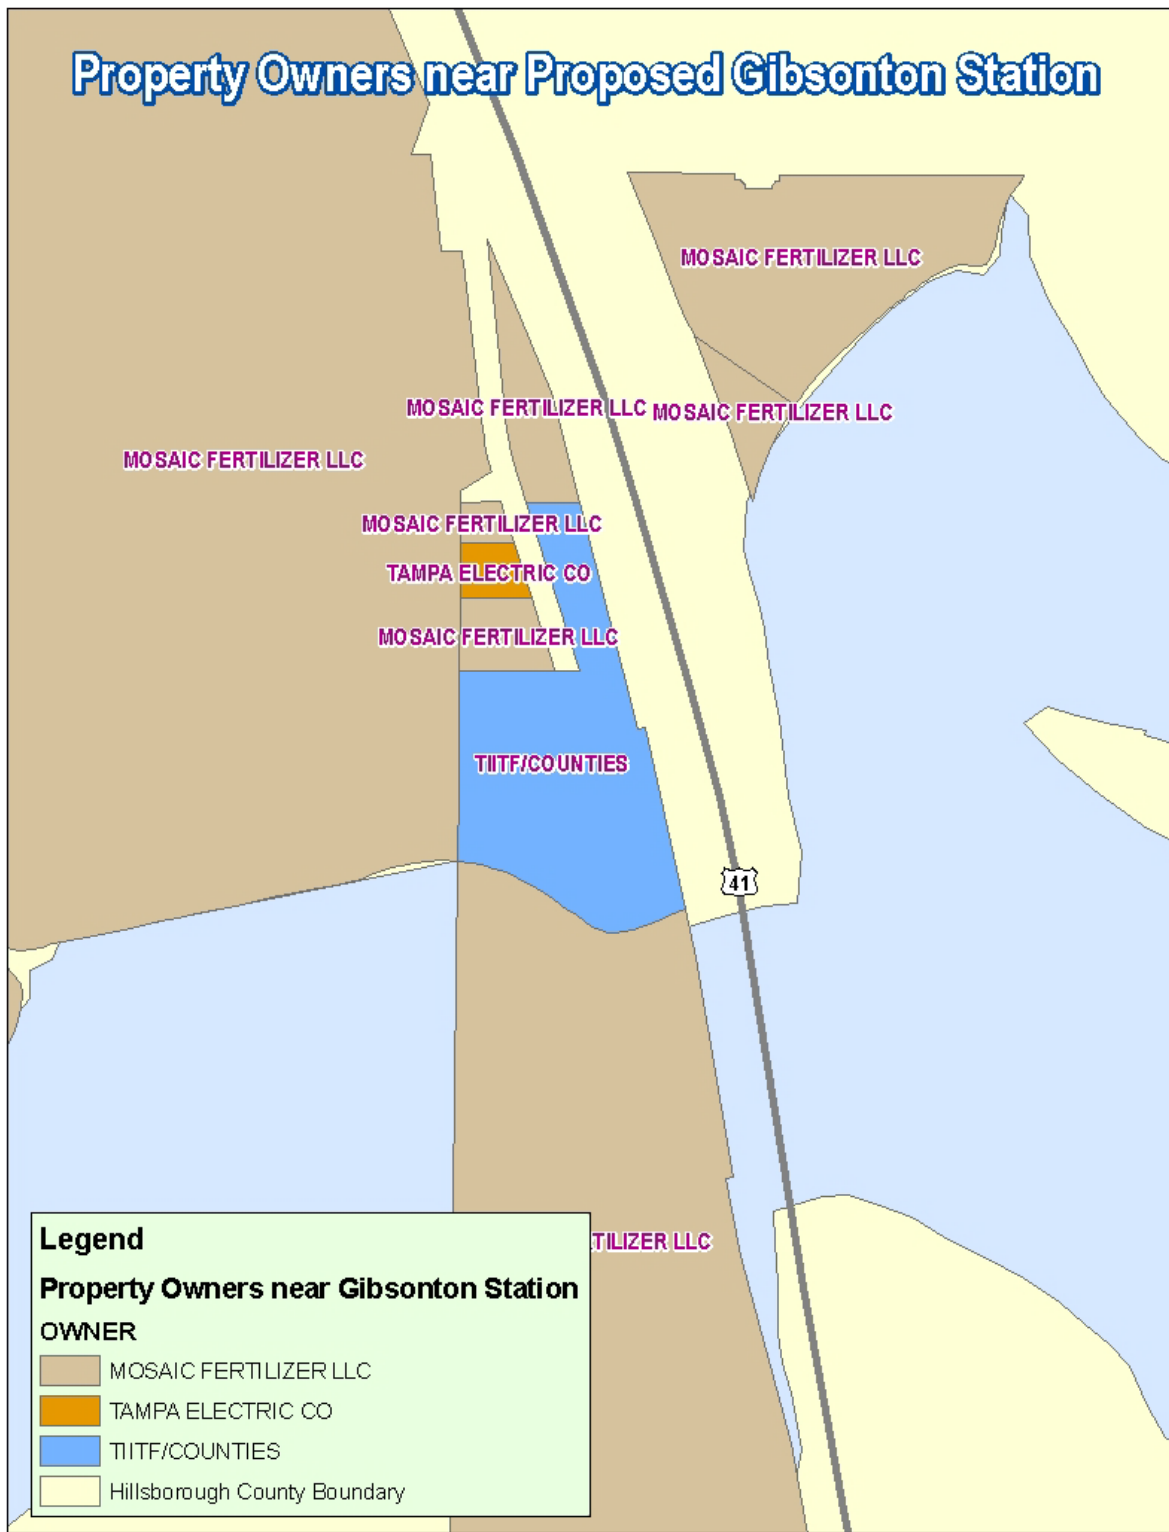 Property Owners near Proposed Gibsonton Station
MOSAIC FERTILIZER LLC
MOSAIC FERTILIZER LLC
MOSAIC FERTILIZER LLC
MOSAIC FERTILIZER LLC
MOSAIC FERTILIZER LLC
TAMPA ELECTRIC CO
MOSAIC FERTILIZER LLC
TIITF/COUNTIES
41
TILIZER LLC
Legend
Property Owners near Gibsonton Station
OWNER
MOSAIC FERTILIZER LLC
TAMPA ELECTRIC CO
TIITF/COUNTIES
Hillsborough County Boundary